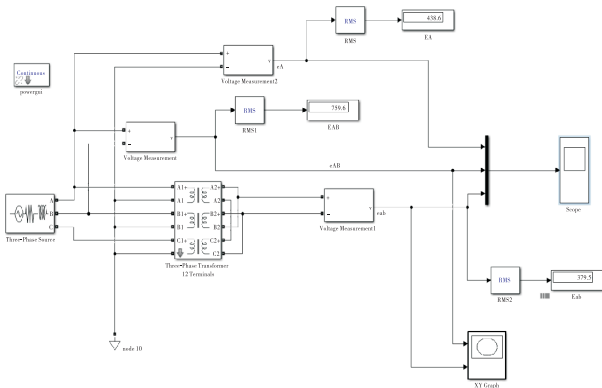 RMS
438.6
RMS
EA
Continuous
powergui
+
−
v
eA
Voltage Measurement2
RMS
759.6
RMS1
EAB
+
−
v
Voltage Measurement
eAB
Scope
A
B
C
Three-Phase Source
A1+
A1
B1+
B1
C1+
C1
A2+
A2
B2+
B2
C2+
C2
Three-Phase Transformer
12 Terminals
+
−
v
eab
Voltage Measurement1
RMS
379.5
RMS2
Eab
node 10
XY Graph